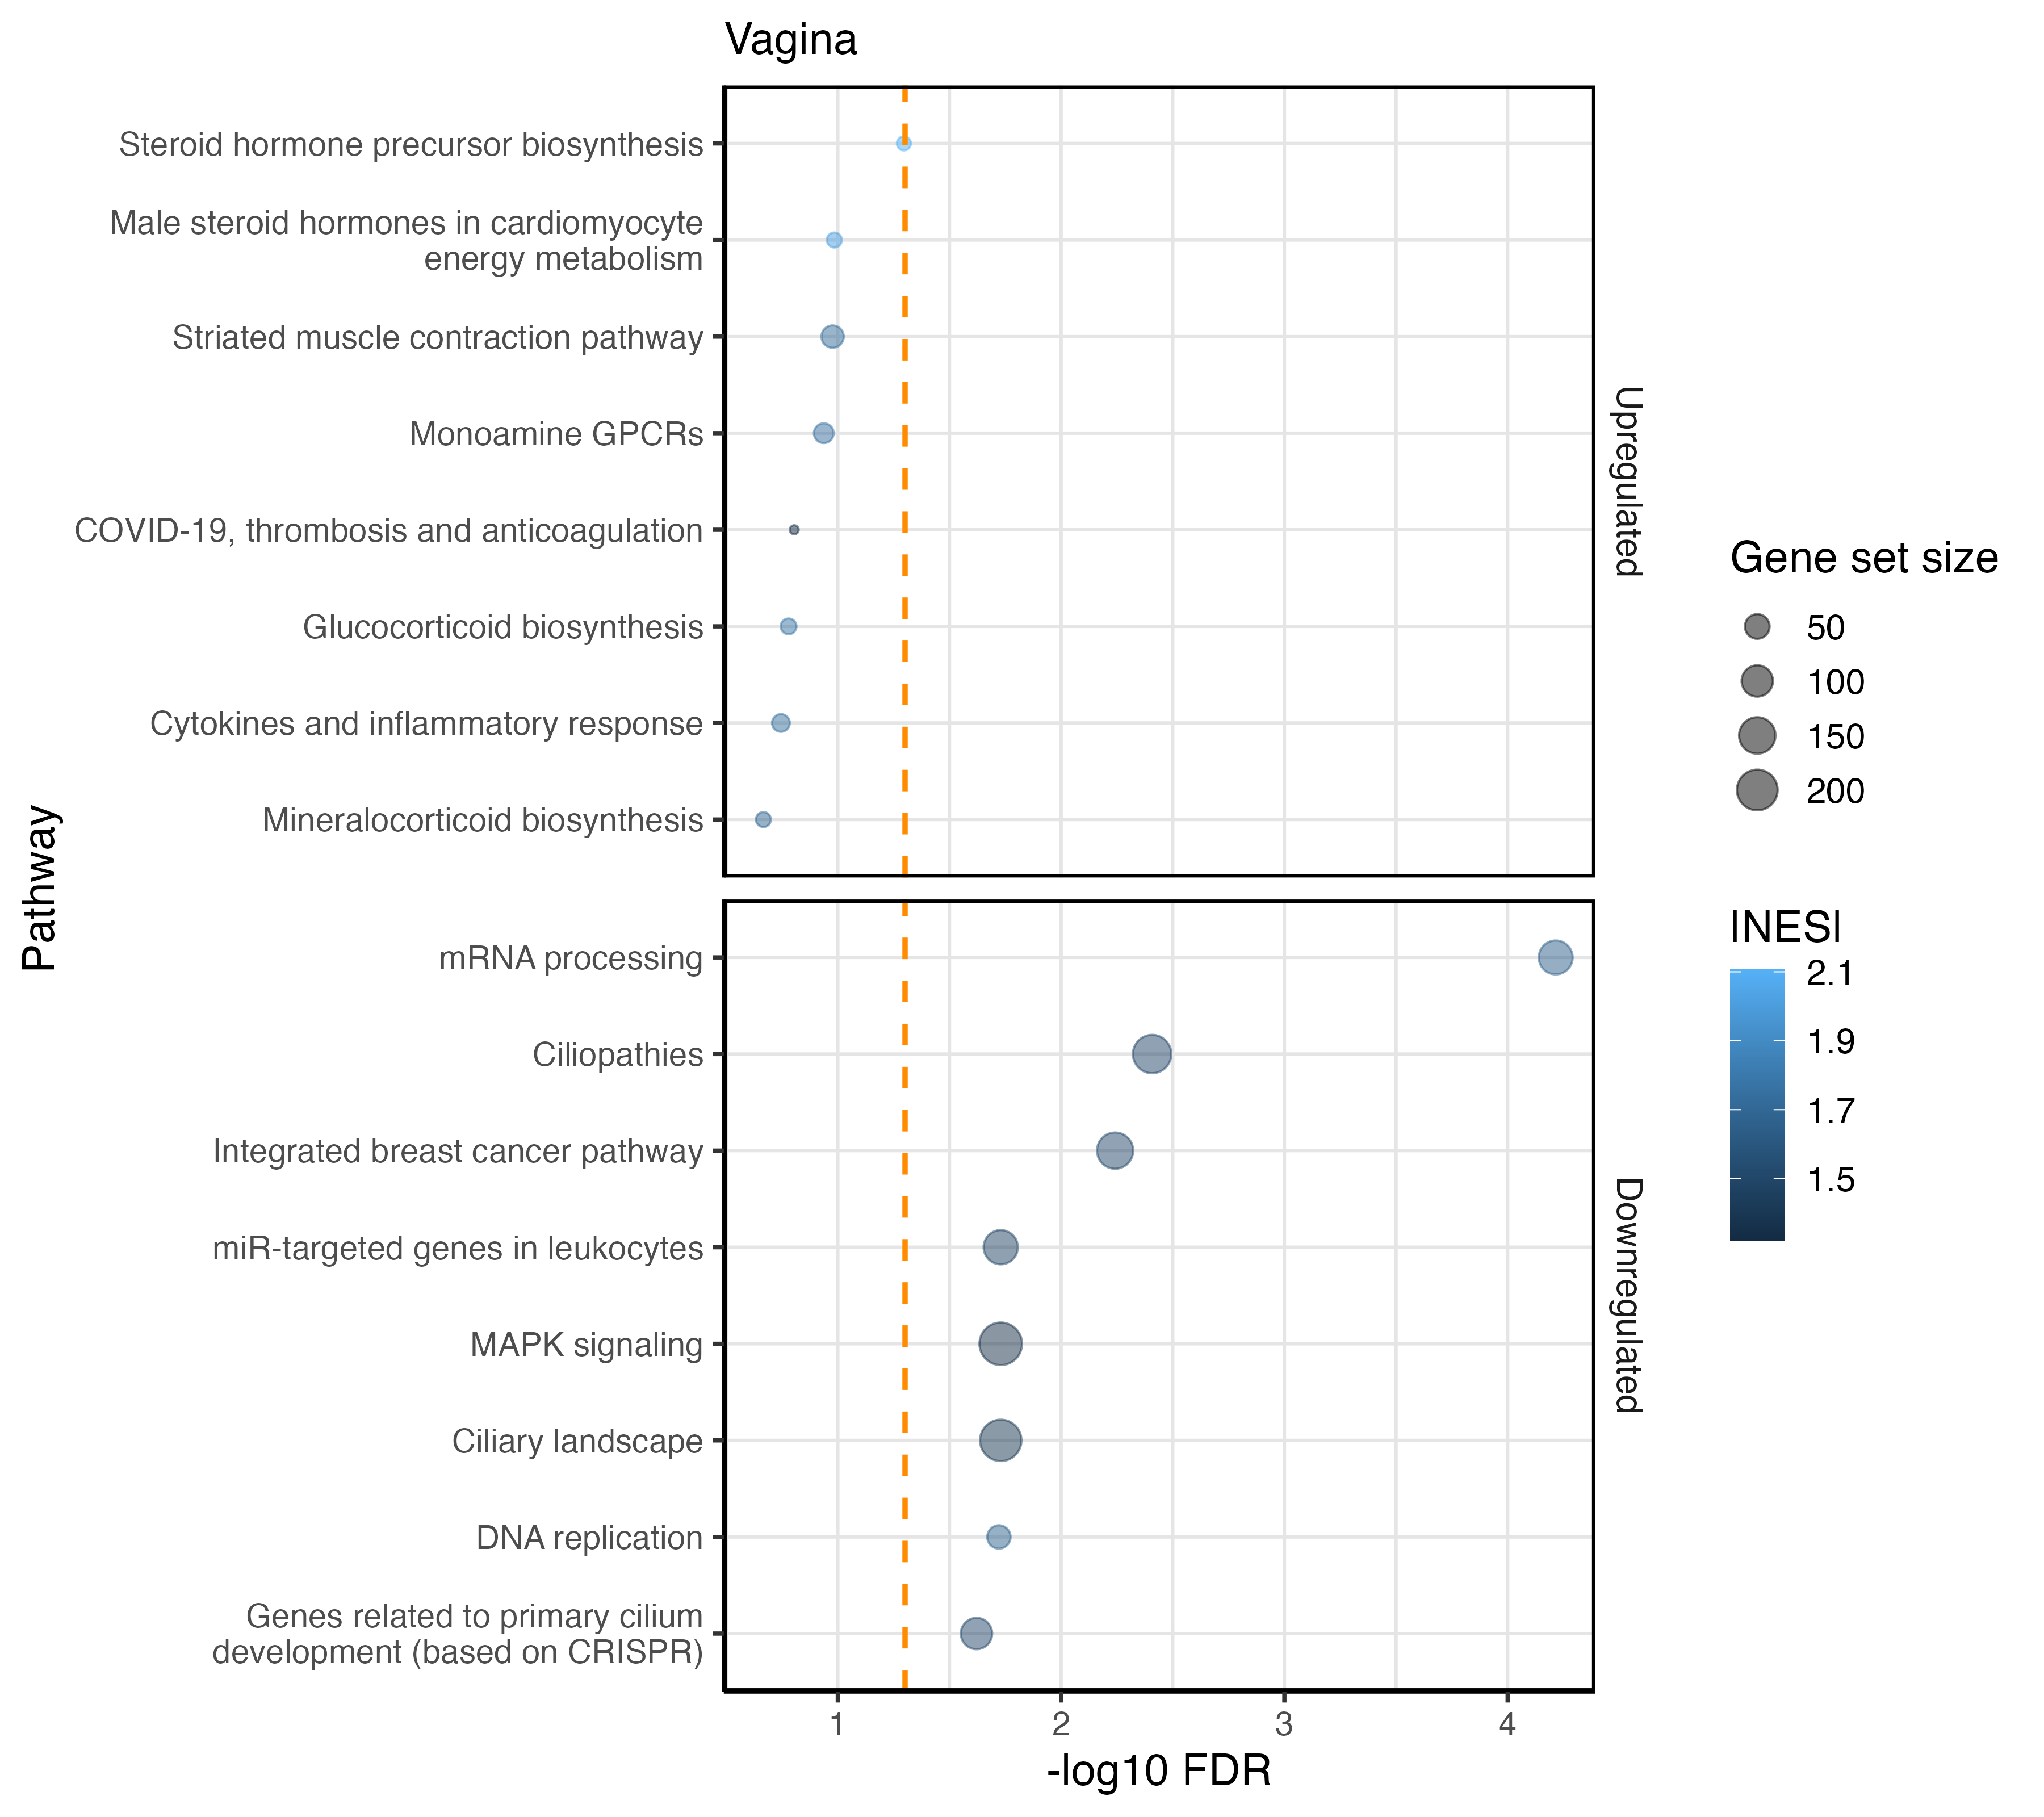 Vagina
Steroid hormone precursor biosynthesis
Male steroid hormones in cardiomyocyte
energy metabolism
Striated muscle contraction pathway
Monoamine GPCRs
COVID-19, thrombosis and anticoagulation
Glucocorticoid biosynthesis
Cytokines and inflammatory response
Mineralocorticoid biosynthesis
Upregulated
mRNA processing
Ciliopathies
Integrated breast cancer pathway
miR-targeted genes in leukocytes
MAPK signaling
Ciliary landscape
DNA replication
Genes related to primary cilium
development (based on CRISPR)
Downregulated
Pathway
1
2
3
4
-log10 FDR
Gene set size
50
100
150
200
|NES|
2.1
1.9
1.7
1.5